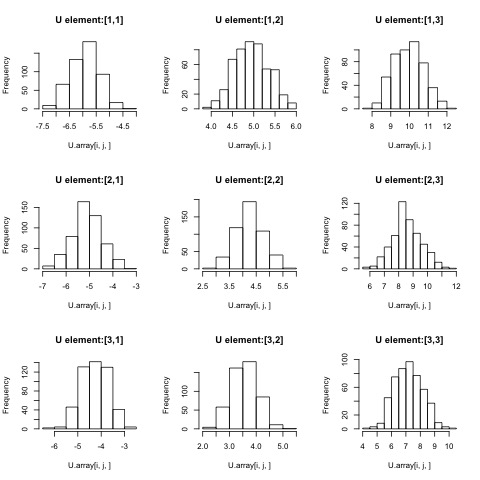 U element:[1,1] U element:[1,2] U element:[1,3]
Frequency
0 50 100
-7.5 -6.5 -5.5 -4.5
U.array[i, j, ]
Frequency
0 20 60
4.0 4.5 5.0 5.5 6.0
U.array[i, j, ]
Frequency
0 40 80
8 9 10 11 12
U.array[i, j, ]
U element:[2,1] U element:[2,2] U element:[2,3]
Frequency
0 50 100 150
-7 -6 -5 -4 -3
U.array[i, j, ]
Frequency
0 50 150
2.5 3.5 4.5 5.5
U.array[i, j, ]
Frequency
0 40 80 120
6 7 8 9 10 12
U.array[i, j, ]
U element:[3,1] U element:[3,2] U element:[3,3]
Frequency
0 40 80 120
-6 -5 -4 -3
U.array[i, j, ]
Frequency
0 50 100
2.0 3.0 4.0 5.0
U.array[i, j, ]
Frequency
0 20 60 100
4 5 6 7 8 9 10
U.array[i, j, ]